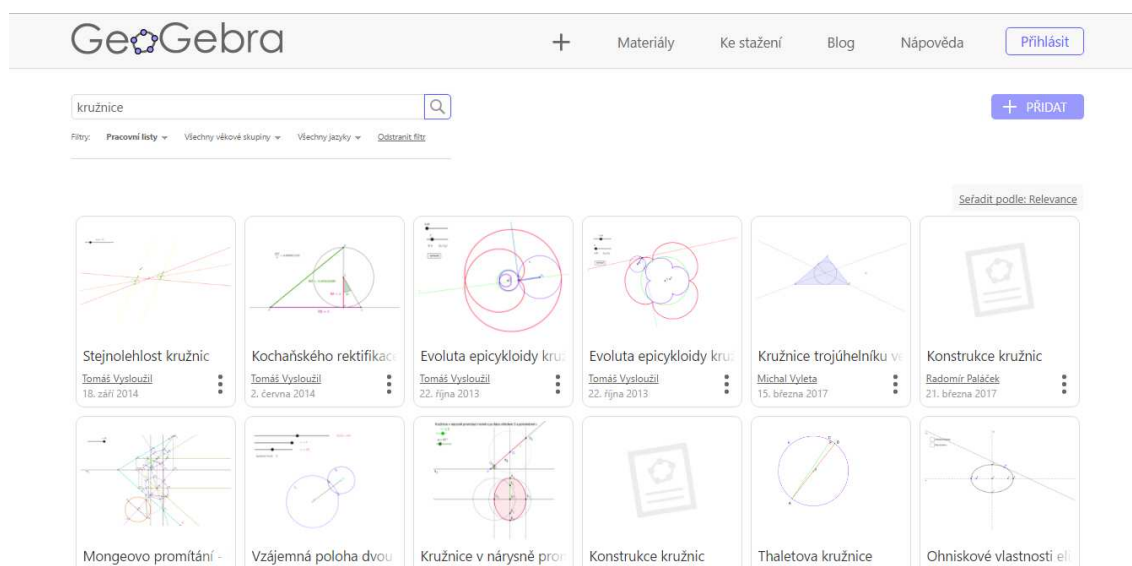 GeoGebra
+ Materiály Ke stažení Blog Nápověda Přihlásit
kružnice
+ PŘIDAT
Filtry: Pracovní listy Všechny věkové skupiny Všechny jazyky Odstranit filtr
Seřadit podle: Relevance
Stejnolehlost kružnic
Tomáš Vysloužil
18. září 2014
Kochaňského rektifikac
Tomáš Vysloužil
2. června 2014
Evoluta epicykloidy kru
Tomáš Vysloužil
22. října 2013
Evoluta epicykloidy kru
Tomáš Vysloužil
22. října 2013
Kružnice trojúhelníku v
Michal Vyleta
15. března 2017
Konstrukce kružnic
Radomír Paláček
21. března 2017
Mongeovo promítání -
Vzájemná poloha dvou
Kružnice v nárysně pro
Konstrukce kružnic
Thaletova kružnice
Ohniskové vlastnosti eli